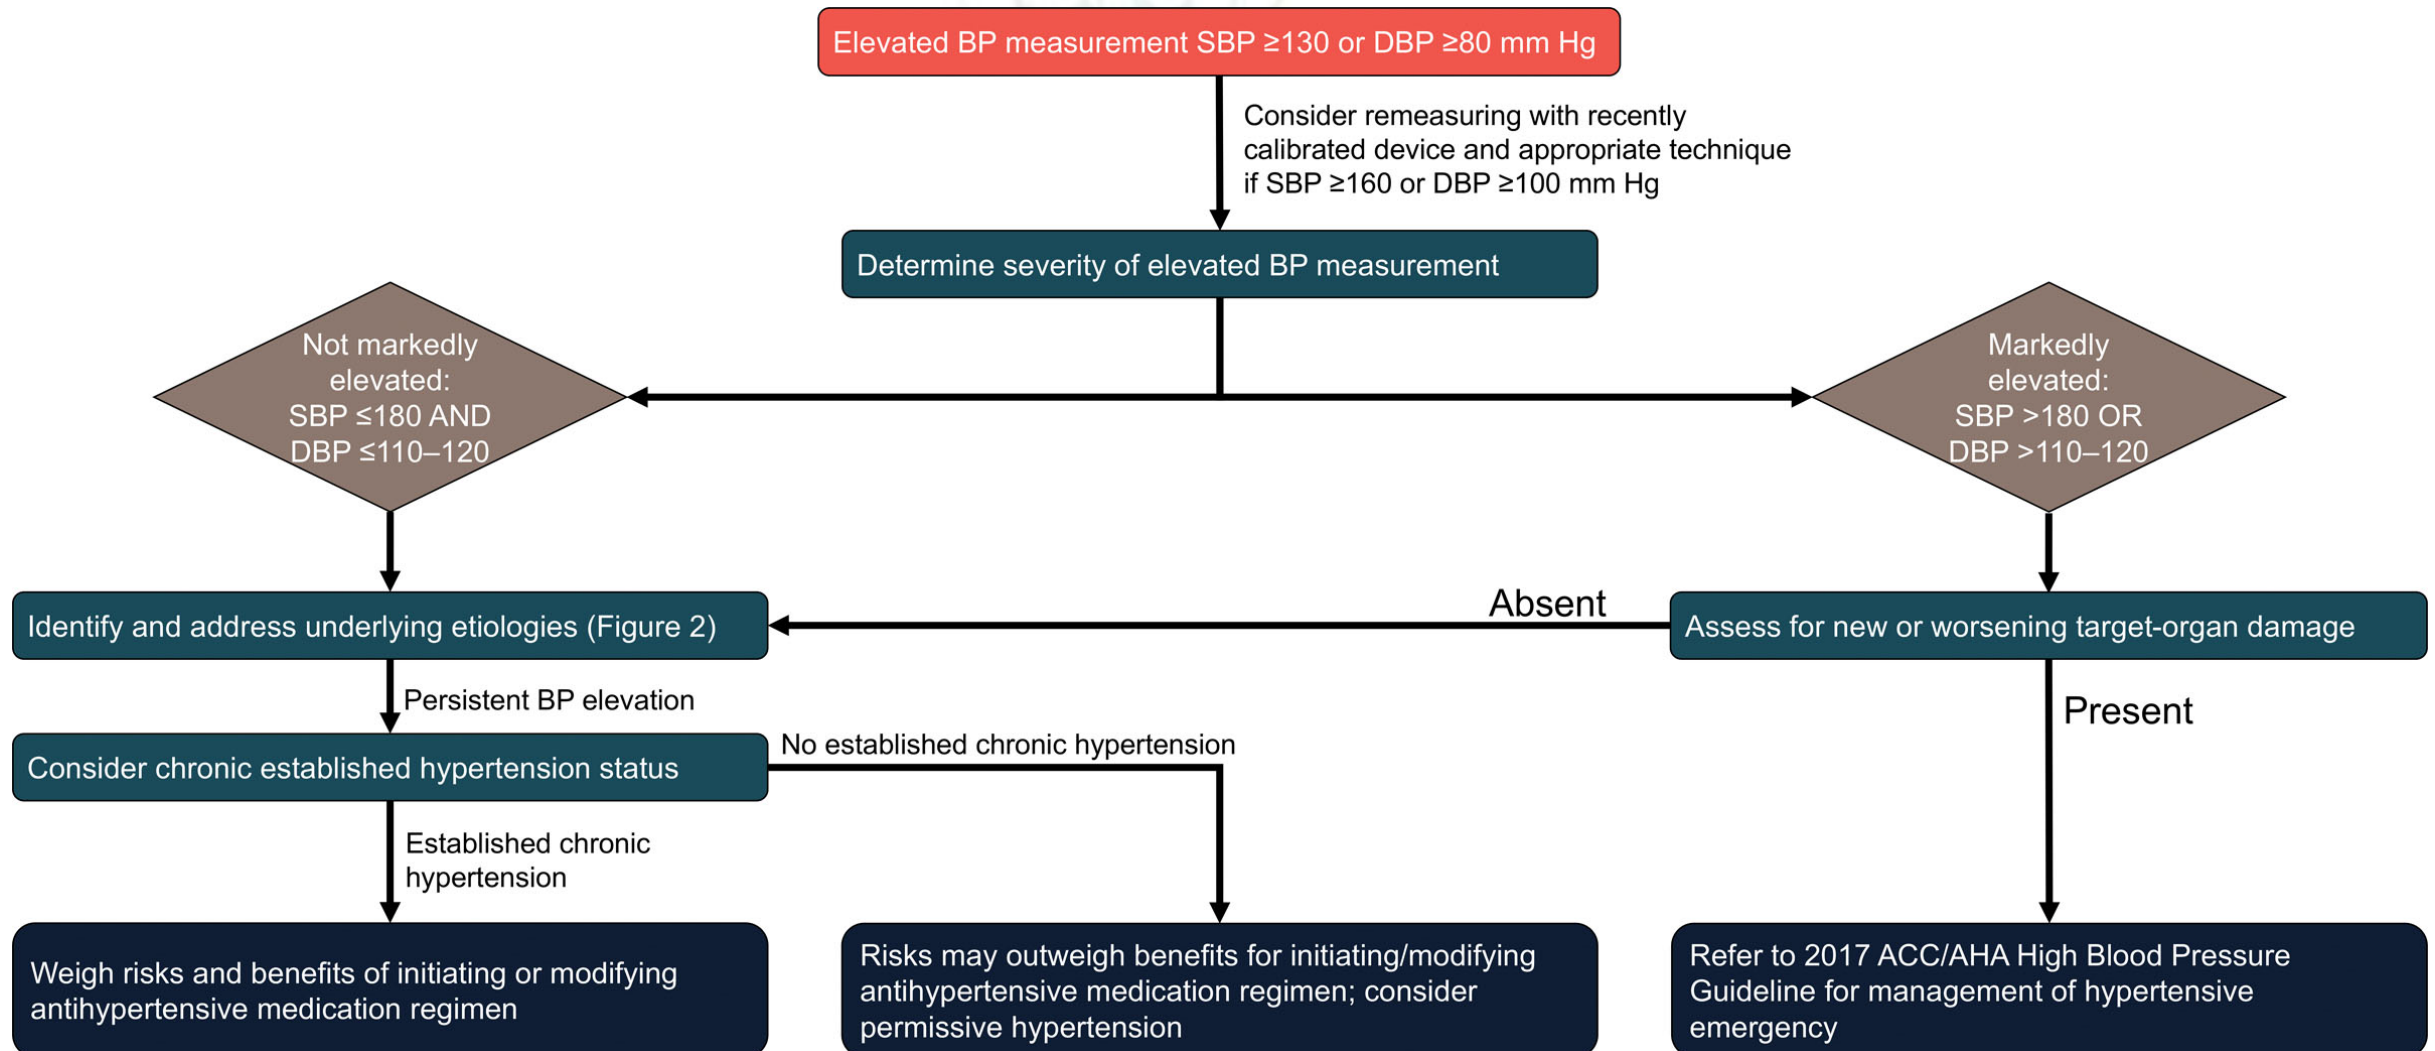 Elevated BP measurement SBP ≥130 or DBP ≥80 mm Hg
Consider remeasuring with recently
calibrated device and appropriate technique
if SBP ≥160 or DBP ≥100 mm Hg
Determine severity of elevated BP measurement
Not markedly
elevated:
SBP ≤180 AND
DBP ≤110–120
Markedly
elevated:
SBP >180 OR
DBP >110–120
Identify and address underlying etiologies (Figure 2)
Absent
Assess for new or worsening target-organ damage
Persistent BP elevation
Present
Consider chronic established hypertension status
No established chronic hypertension
Established chronic
hypertension
Weigh risks and benefits of initiating or modifying
antihypertensive medication regimen
Risks may outweigh benefits for initiating/modifying
antihypertensive medication regimen; consider
permissive hypertension
Refer to 2017 ACC/AHA High Blood Pressure
Guideline for management of hypertensive
emergency